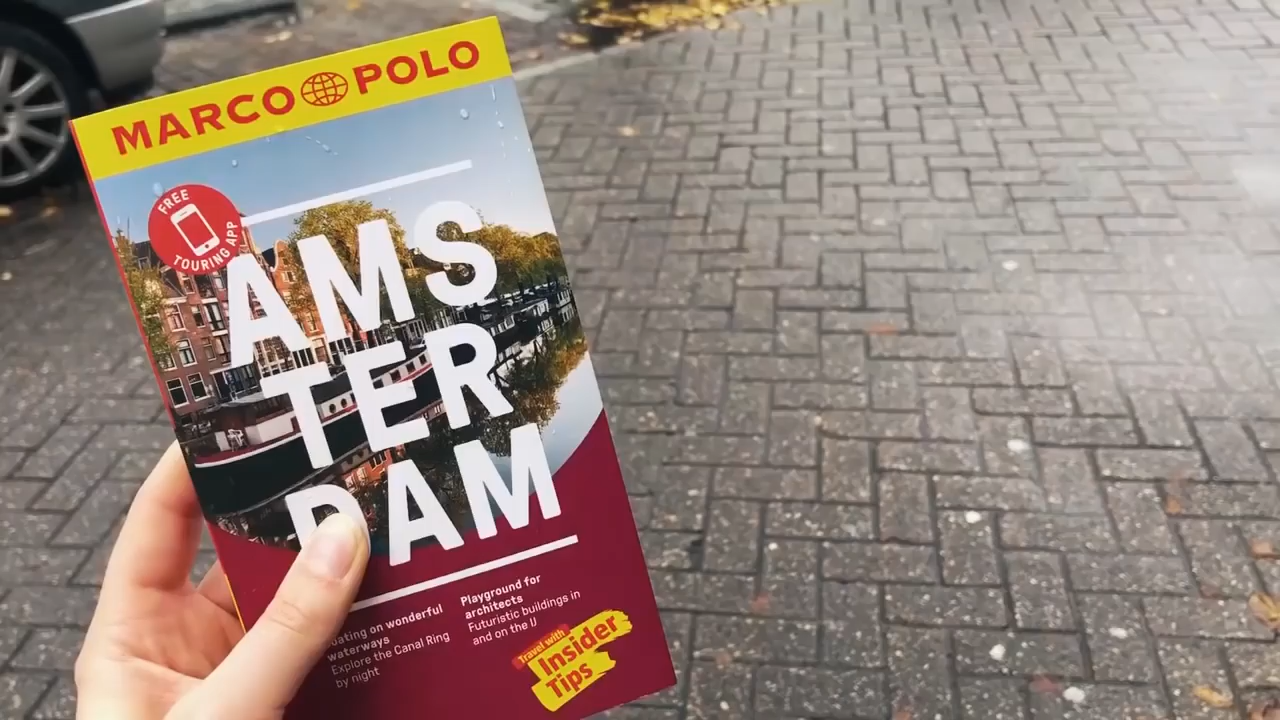 MARCO POLO
FREE
TOURING APP
AMS
TER
DAM
ating on wonderful
waterways
Explore the Canal Ring
by night
Playground for
architects
Futuristic buildings in
and on the IJ
Travel with
Insider
Tips